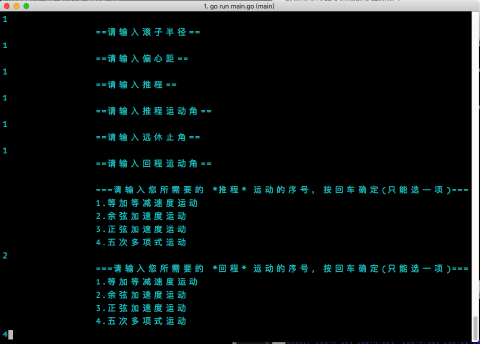 1. go run main.go (main)
1
==请输入滚子半径==
1
==请输入偏心距==
1
==请输入推程==
1
==请输入推程运动角==
1
==请输入远休止角==
1
==请输入回程运动角==
===请输入您所需要的 *推程* 运动的序号, 按回车确定(只能选一项)===
1.等加等减速度运动
2.余弦加速度运动
3.正弦加速度运动
4.五次多项式运动
2
===请输入您所需要的 *回程* 运动的序号, 按回车确定(只能选一项)===
1.等加等减速度运动
2.余弦加速度运动
3.正弦加速度运动
4.五次多项式运动
4